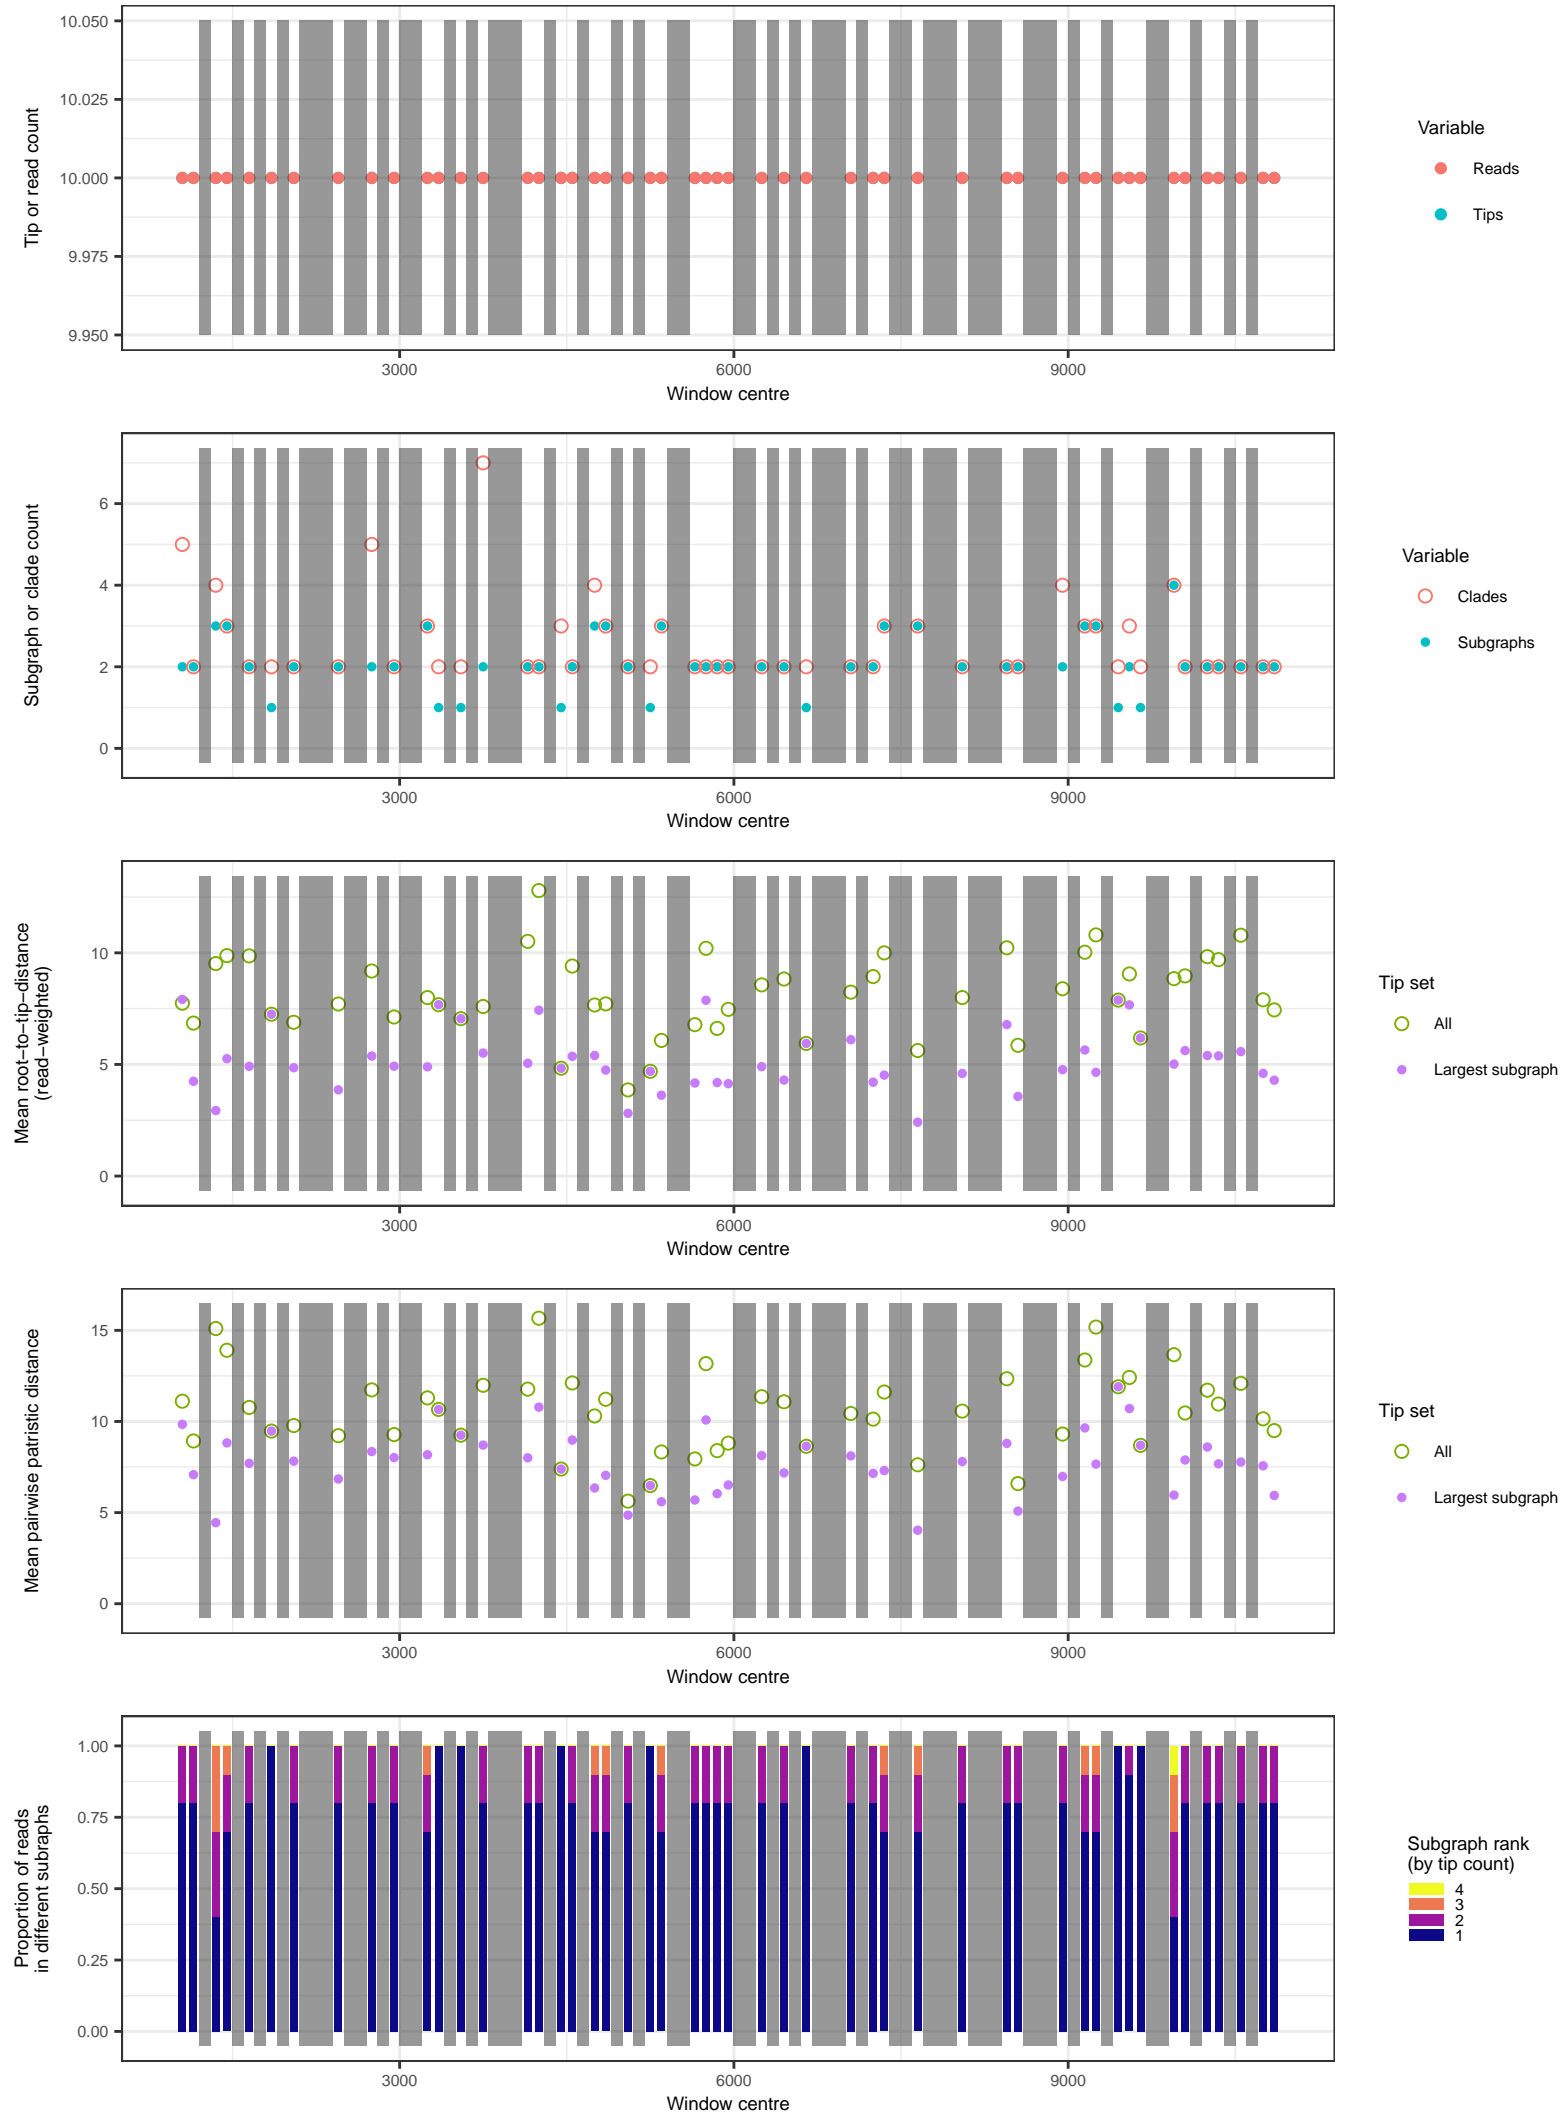 10.050
10.025
10.000
9.975
9.950
Tip or read count
3000
6000
9000
Window centre
Variable
Reads
Tips
6
4
2
0
Subgraph or clade count
3000
6000
9000
Window centre
Variable
Clades
Subgraphs
10
5
0
Mean root−to−tip−distance
(read−weighted)
3000
6000
9000
Window centre
Tip set
All
Largest subgraph
15
10
5
0
Mean pairwise patristic distance
3000
6000
9000
Window centre
Tip set
All
Largest subgraph
1.00
0.75
0.50
0.25
0.00
Proportion of reads
in different subraphs
3000
6000
9000
Window centre
Subgraph rank
(by tip count)
4
3
2
1